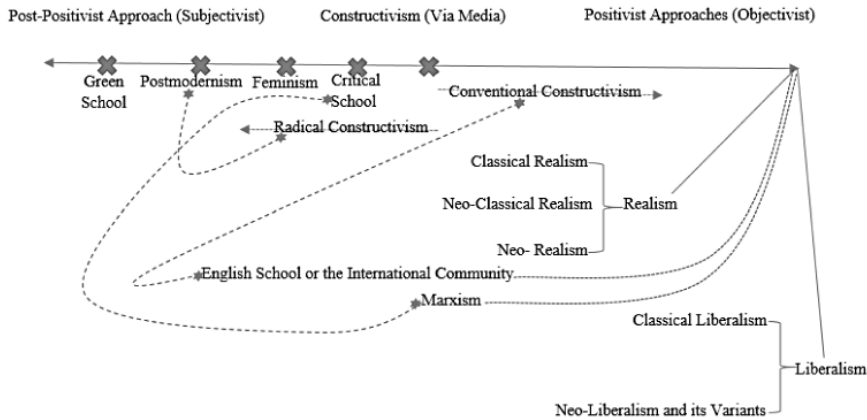 Post-Positivist Approach (Subjectivist)
Constructivism (Via Media)
Positivist Approaches (Objectivist)
Green
School
Postmodernism
Feminism
Critical
School
Conventional Constructivism
Radical Constructivism
Classical Realism
Neo-Classical Realism
Realism
Neo- Realism
English School or the International Community
Marxism
Classical Liberalism
Liberalism
Neo-Liberalism and its Variants